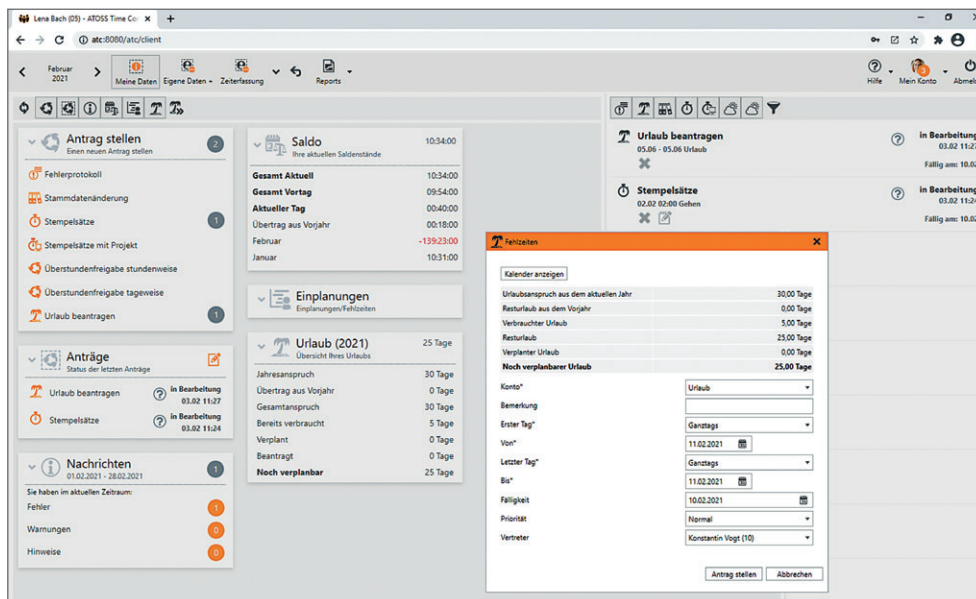 Lena Bach (05) - ATOSS Time Co
atc:8080/atc/client
Februar
2021
Meine Daten
Eigene Daten
Zeiterfassung
Reports
Hilfe
Mein Konto
3
Abmeld
Antrag stellen
2
Einen neuen Antrag stellen
Fehlerprotokoll
Stammdatenänderung
Stempelsätze
1
Stempelsätze mit Projekt
Überstundenfreigabe stundenweise
Überstundenfreigabe tageweise
Urlaub beantragen
1
Anträge
Status der letzten Anträge
Urlaub beantragen
in Bearbeitung
03.02 11:27
Stempelsätze
in Bearbeitung
03.02 11:24
Nachrichten
1
01.02.2021 - 28.02.2021
Sie haben im aktuellen Zeitraum:
Fehler 1
Warnungen 0
Hinweise 0
Saldo 10:34:00
Ihre aktuellen Saldenstände
Gesamt Aktuell 10:34:00
Gesamt Vortag 09:54:00
Aktueller Tag 00:40:00
Übertrag aus Vorjahr 00:18:00
Februar -139:23:00
Januar 10:31:00
Einplanungen
Einplanungen/Fehlzeiten
Urlaub (2021) 25 Tage
Übersicht Ihres Urlaubs
Jahresanspruch 30 Tage
Übertrag aus Vorjahr 0 Tage
Gesamtanspruch 30 Tage
Bereits verbraucht 5 Tage
Verplant 0 Tage
Beantragt 0 Tage
Noch verplanbar 25 Tage
Urlaub beantragen in Bearbeitung
05.06 - 05.06 Urlaub 03.02 11:27
Fällig am: 10.02
Stempelsätze in Bearbeitung
02.02 02:00 Gehen 03.02 11:24
Fällig am: 10.02
Fehlzeiten
Kalender anzeigen
Urlaubsanspruch aus dem aktuellen Jahr 30,00 Tage
Resturlaub aus dem Vorjahr 0,00 Tage
Verbrauchter Urlaub 5,00 Tage
Resturlaub 25,00 Tage
Verplanter Urlaub 0,00 Tage
Noch verplanbarer Urlaub 25,00 Tage
Konto* Urlaub
Bemerkung
Erster Tag* Ganztags
Von* 11.02.2021
Letzter Tag* Ganztags
Bis* 11.02.2021
Fälligkeit 10.02.2021
Priorität Normal
Vertreter Konstantin Vogt (10)
Antrag stellen Abbrechen